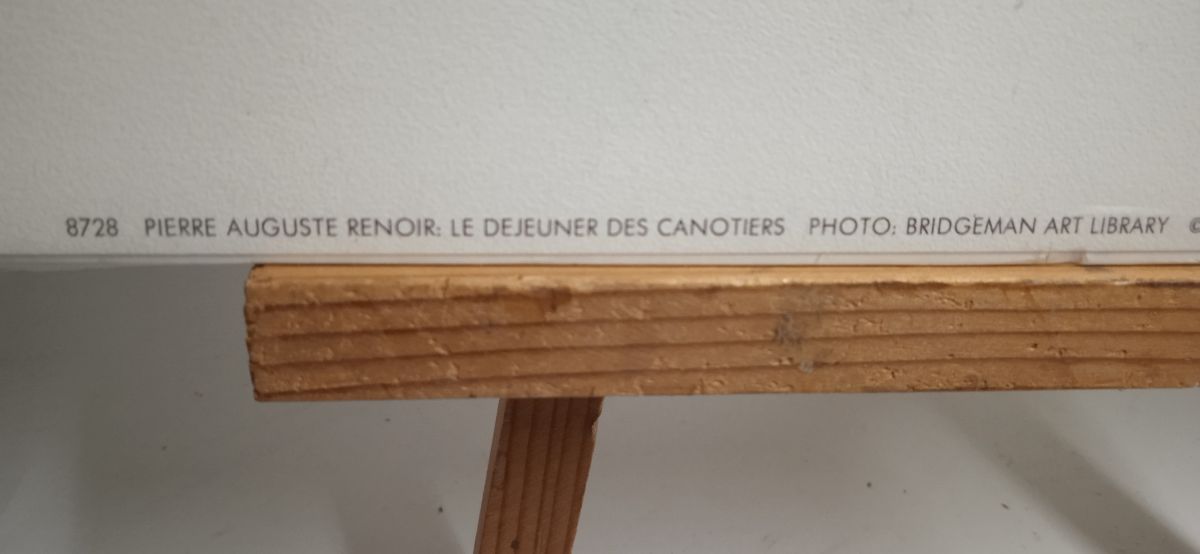 8728 PIERRE AUGUSTE RENOIR: LE DEJEUNER DES CANOTIERS PHOTO: BRIDGEMAN ART LIBRARY ©